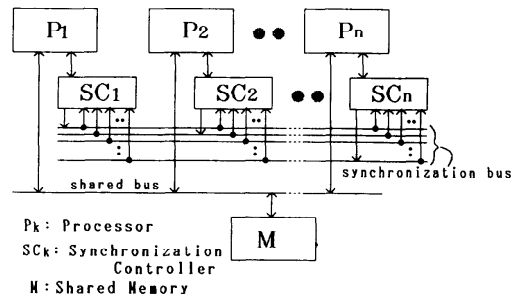 P1 P2 ●● Pn
SC1 SC2 ●● SCn
synchronization bus
shared bus
M
Pk: Processor
SCk: Synchronization
Controller
M: Shared Memory